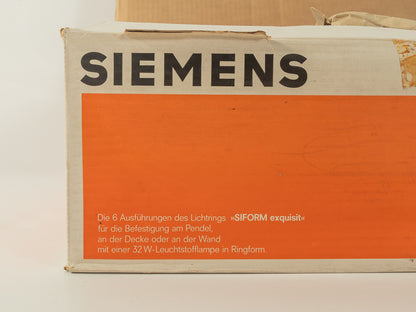 SIEMENS
Die 6 Ausführungen des Lichtrings »SIFORM exquisit«
für die Befestigung am Pendel,
an der Decke oder an der Wand
mit einer 32 W-Leuchtstofflampe in Ringform.